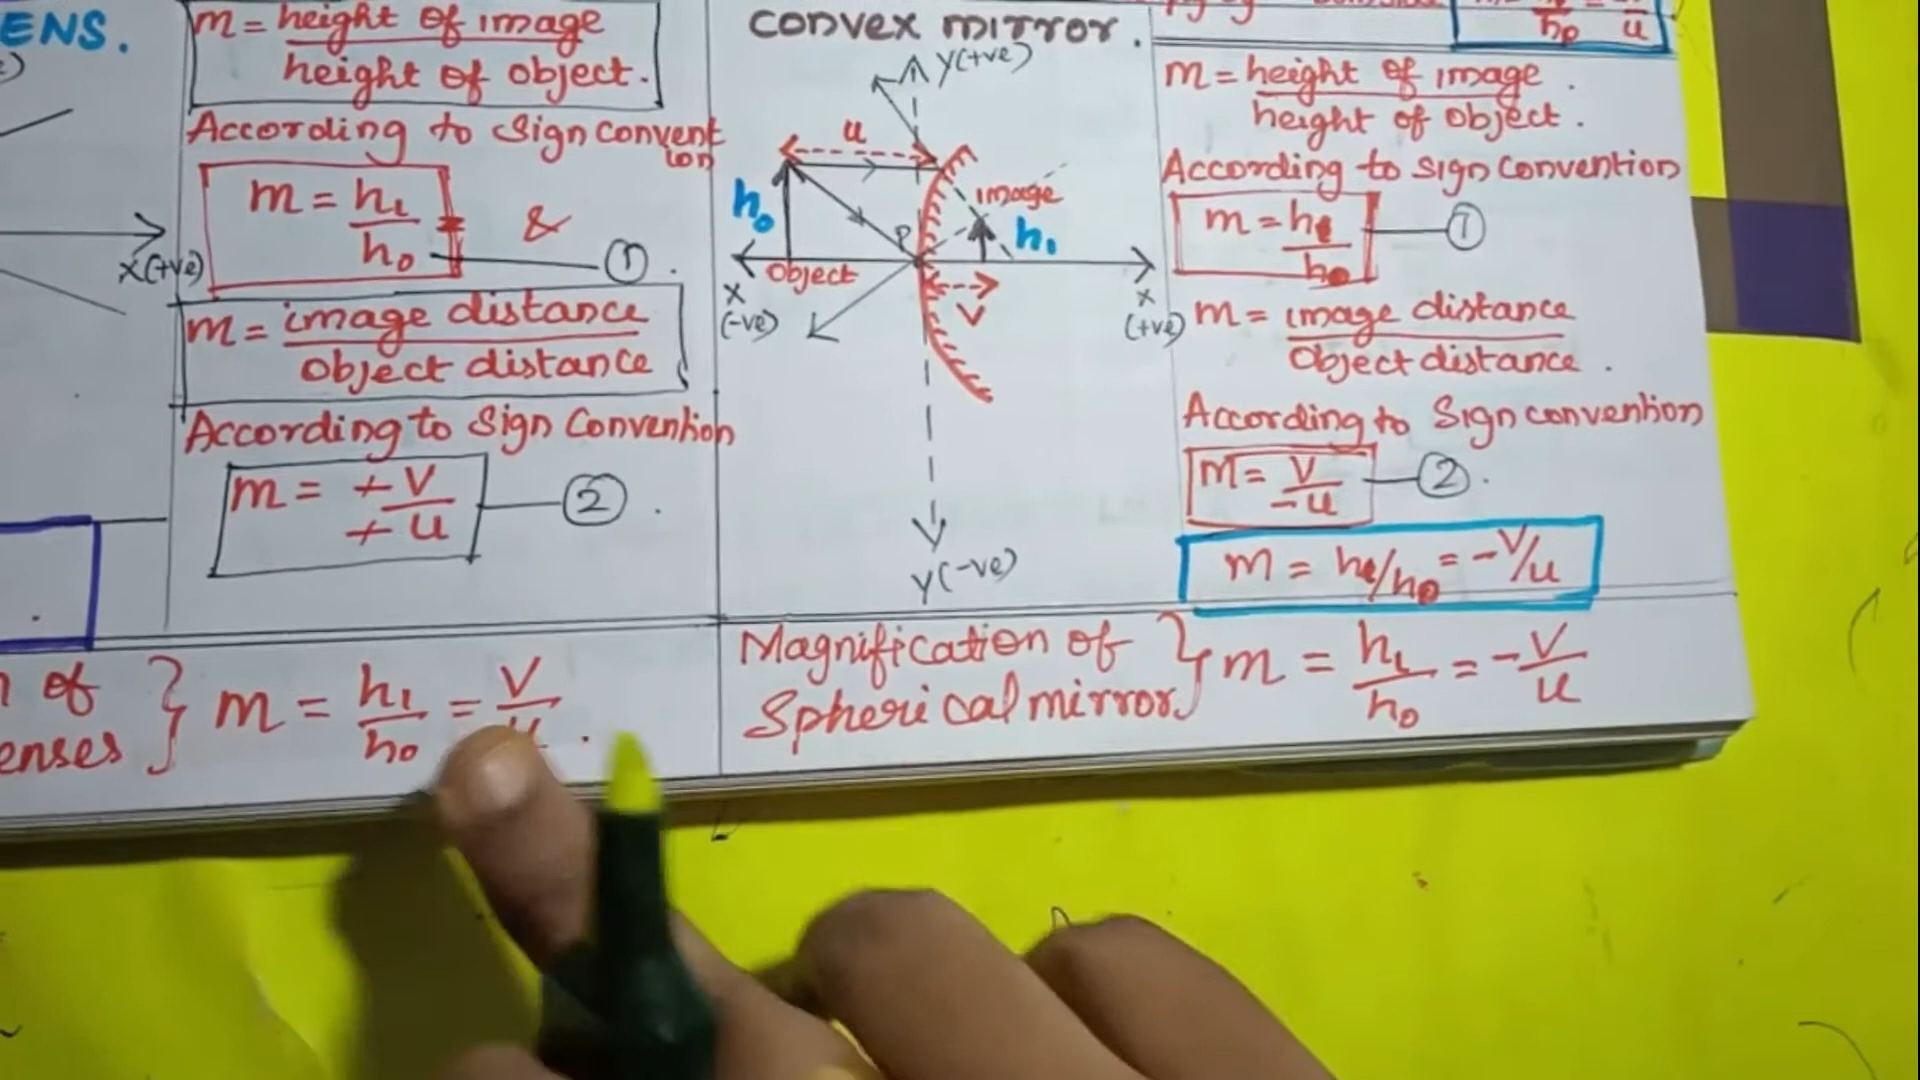 ENS.
m = height of image
height of object.
According to Sign convent
ion
m = h₁
h₀
&
①.
m = image distance
Object distance
According to Sign Convention
m = + V
+ u
② .
X(+ve)
of
enses } m = h₁/h₀ = V
convex mirror.
Y(+ve)
u
h₀
image
h₁
P
Object
X
(-ve)
V
X
(+ve)
Y(-ve)
Magnification of
Spherical mirror } m = h₁/h₀ = -V/u
h₀ u
m = height of image .
height of object .
According to sign convention
m = h₁
h₀
①
m = image distance
Object distance .
According to Sign convention
m = V
-u
② .
m = h₁/h₀ = -V/u